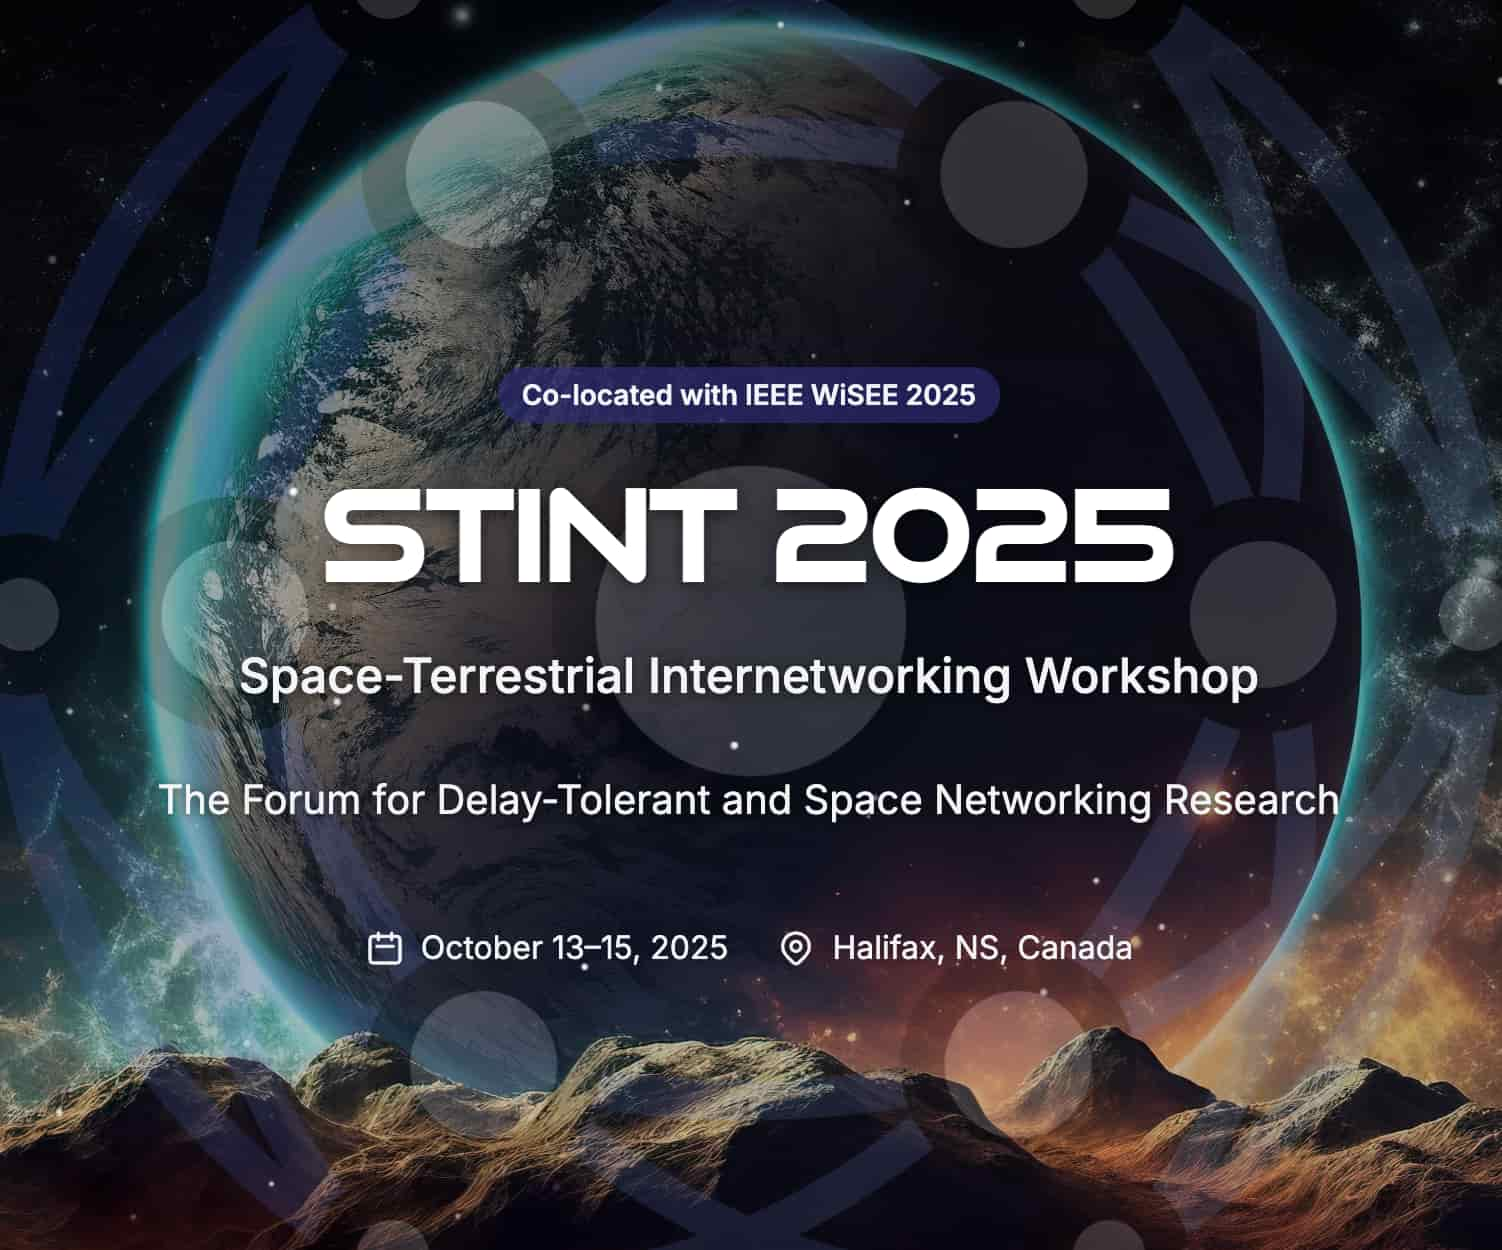 Co-located with IEEE WiSEE 2025
STINT 2025
Space-Terrestrial Internetworking Workshop
The Forum for Delay-Tolerant and Space Networking Research
October 13–15, 2025 Halifax, NS, Canada